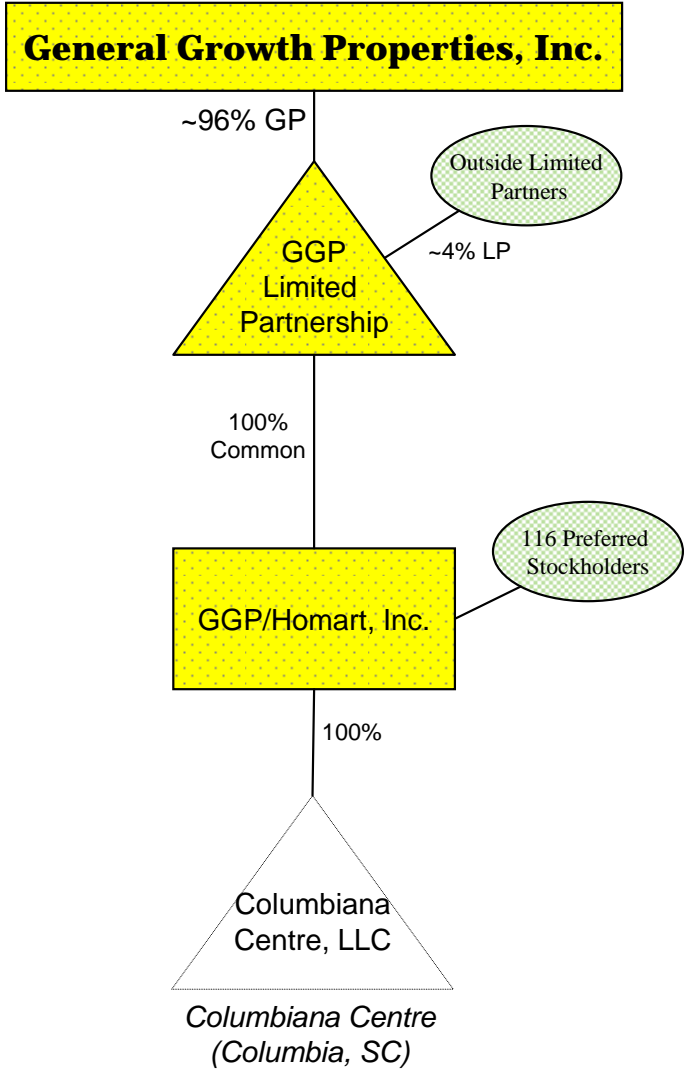 General Growth Properties, Inc.
~96% GP
Outside Limited
Partners
~4% LP
GGP
Limited
Partnership
100%
Common
116 Preferred
Stockholders
GGP/Homart, Inc.
100%
Columbiana
Centre, LLC
Columbiana Centre
(Columbia, SC)